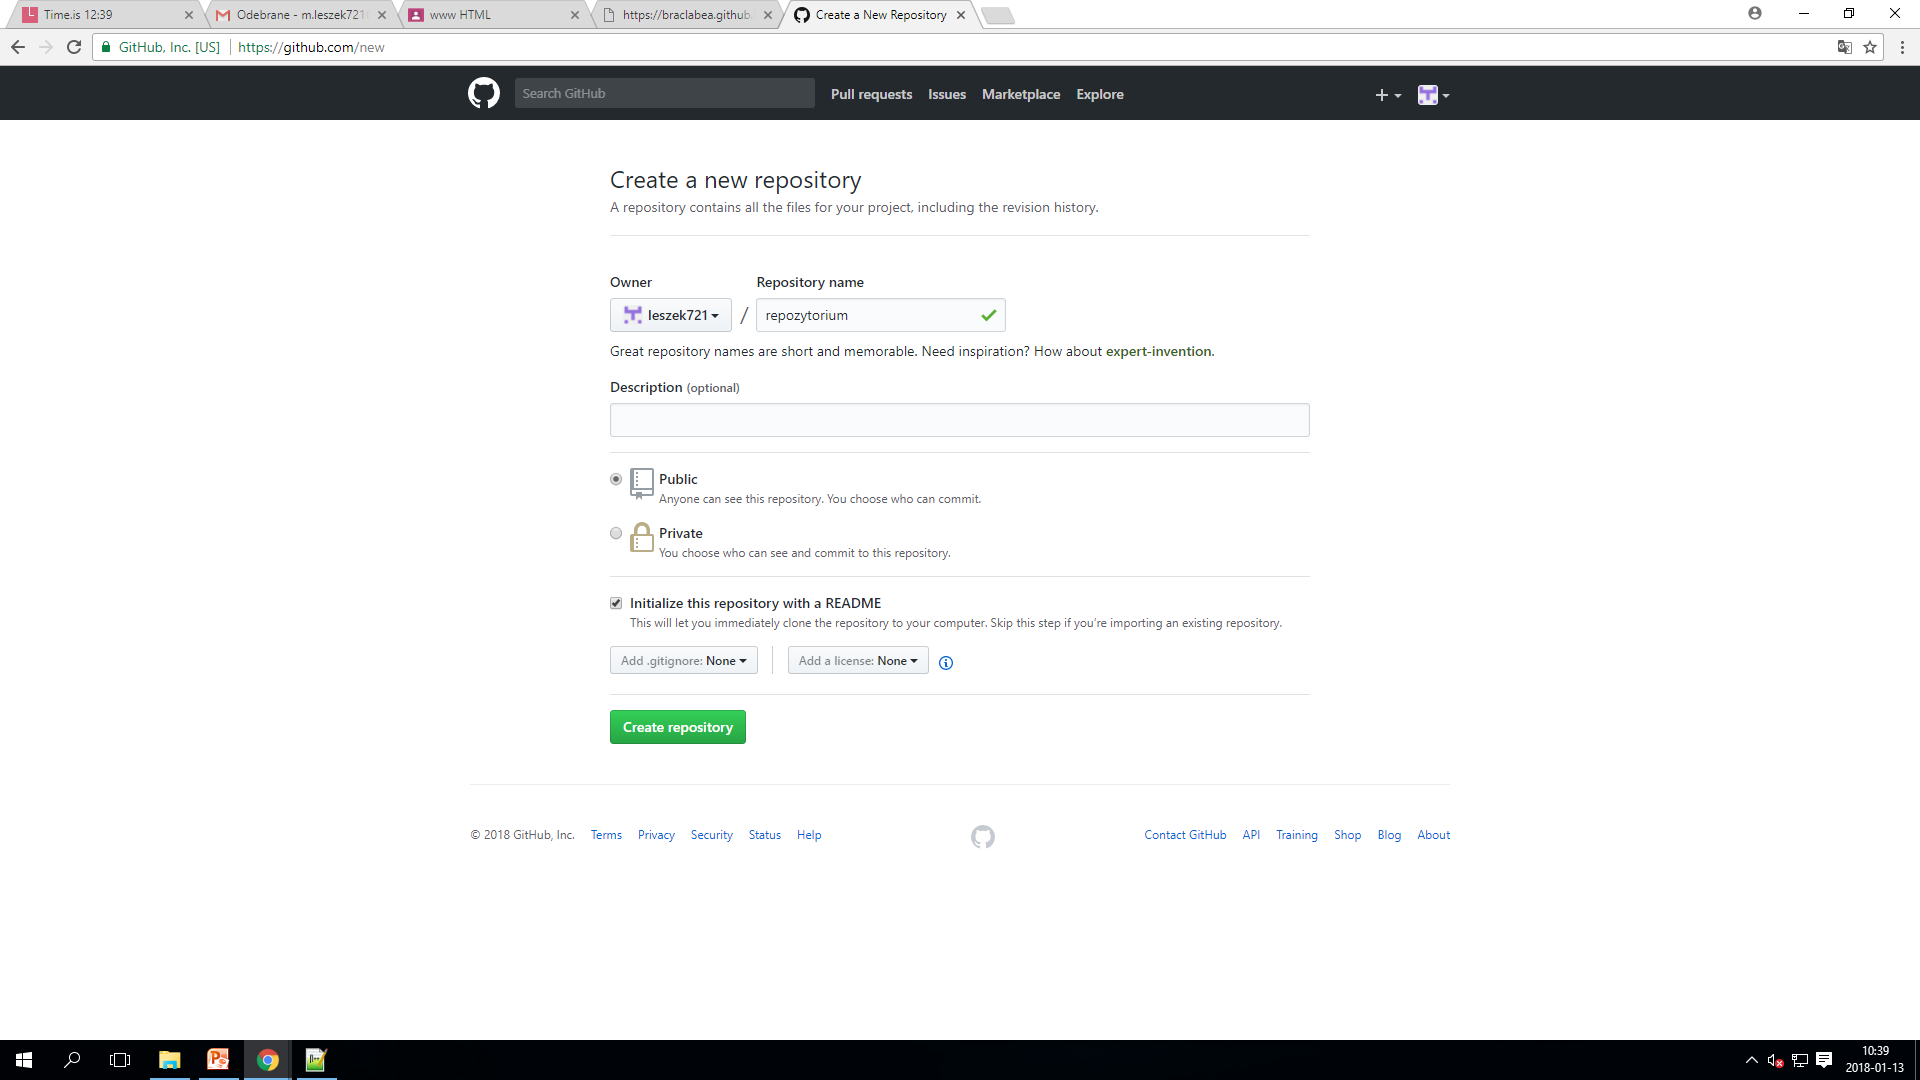 Time.is 12:39
Odebrane - m.leszek721
www HTML
https://braclabea.github.
Create a New Repository
GitHub, Inc. [US]
https://github.com/new
Search GitHub
Pull requests
Issues
Marketplace
Explore
Create a new repository
A repository contains all the files for your project, including the revision history.
Owner
Repository name
leszek721
/
repozytorium
Great repository names are short and memorable. Need inspiration? How about expert-invention.
Description (optional)
Public
Anyone can see this repository. You choose who can commit.
Private
You choose who can see and commit to this repository.
Initialize this repository with a README
This will let you immediately clone the repository to your computer. Skip this step if you're importing an existing repository.
Add .gitignore: None
Add a license: None
Create repository
© 2018 GitHub, Inc.
Terms
Privacy
Security
Status
Help
Contact GitHub
API
Training
Shop
Blog
About
10:39
2018-01-13